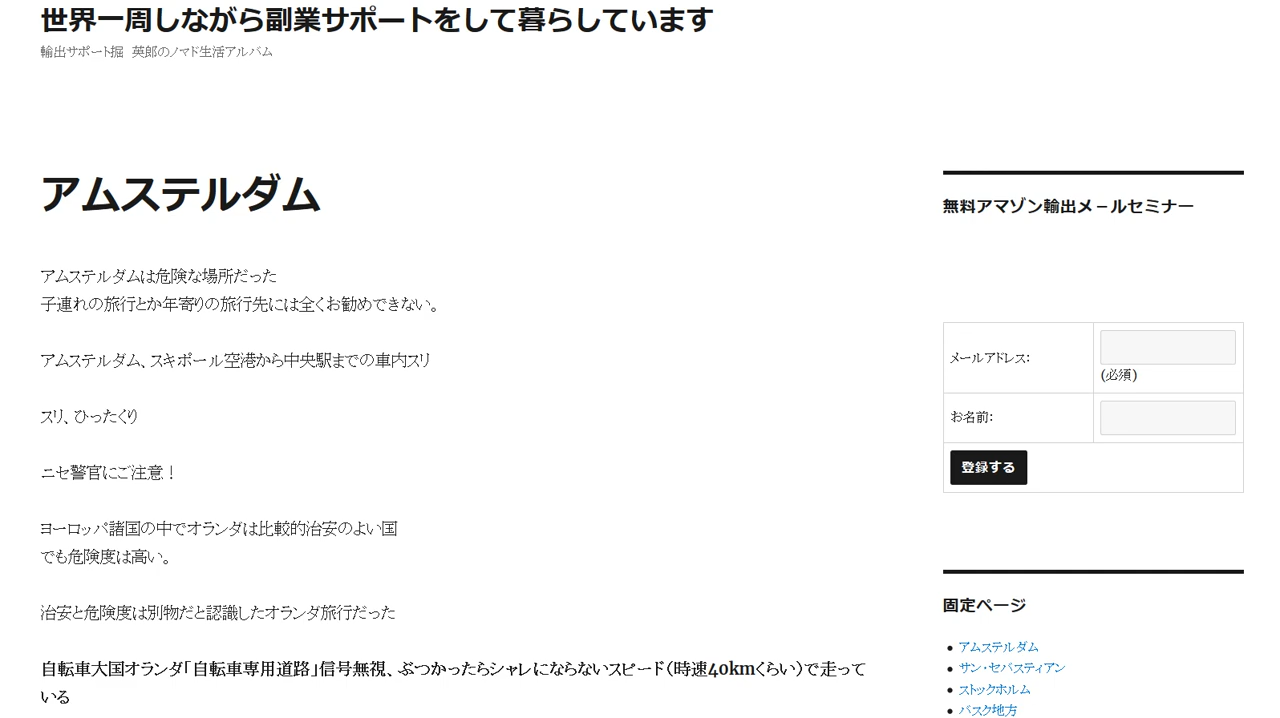 世界一周しながら副業サポートをして暮らしています
輸出サポート掘　英郎のノマド生活アルバム
アムステルダム
アムステルダムは危険な場所だった
子連れの旅行とか年寄りの旅行先には全くお勧めできない。
アムステルダム、スキポール空港から中央駅までの車内スリ
スリ、ひったくり
ニセ警官にご注意！
ヨーロッパ諸国の中でオランダは比較的治安のよい国
でも危険度は高い。
治安と危険度は別物だと認識したオランダ旅行だった
自転車大国オランダ「自転車専用道路」信号無視、ぶつかったらシャレにならないスピード（時速40kmくらい）で走って
いる
無料アマゾン輸出メ－ルセミナー
メールアドレス:
(必須)
お名前:
登録する
固定ページ
アムステルダム
サン・セバスティアン
ストックホルム
バスク地方